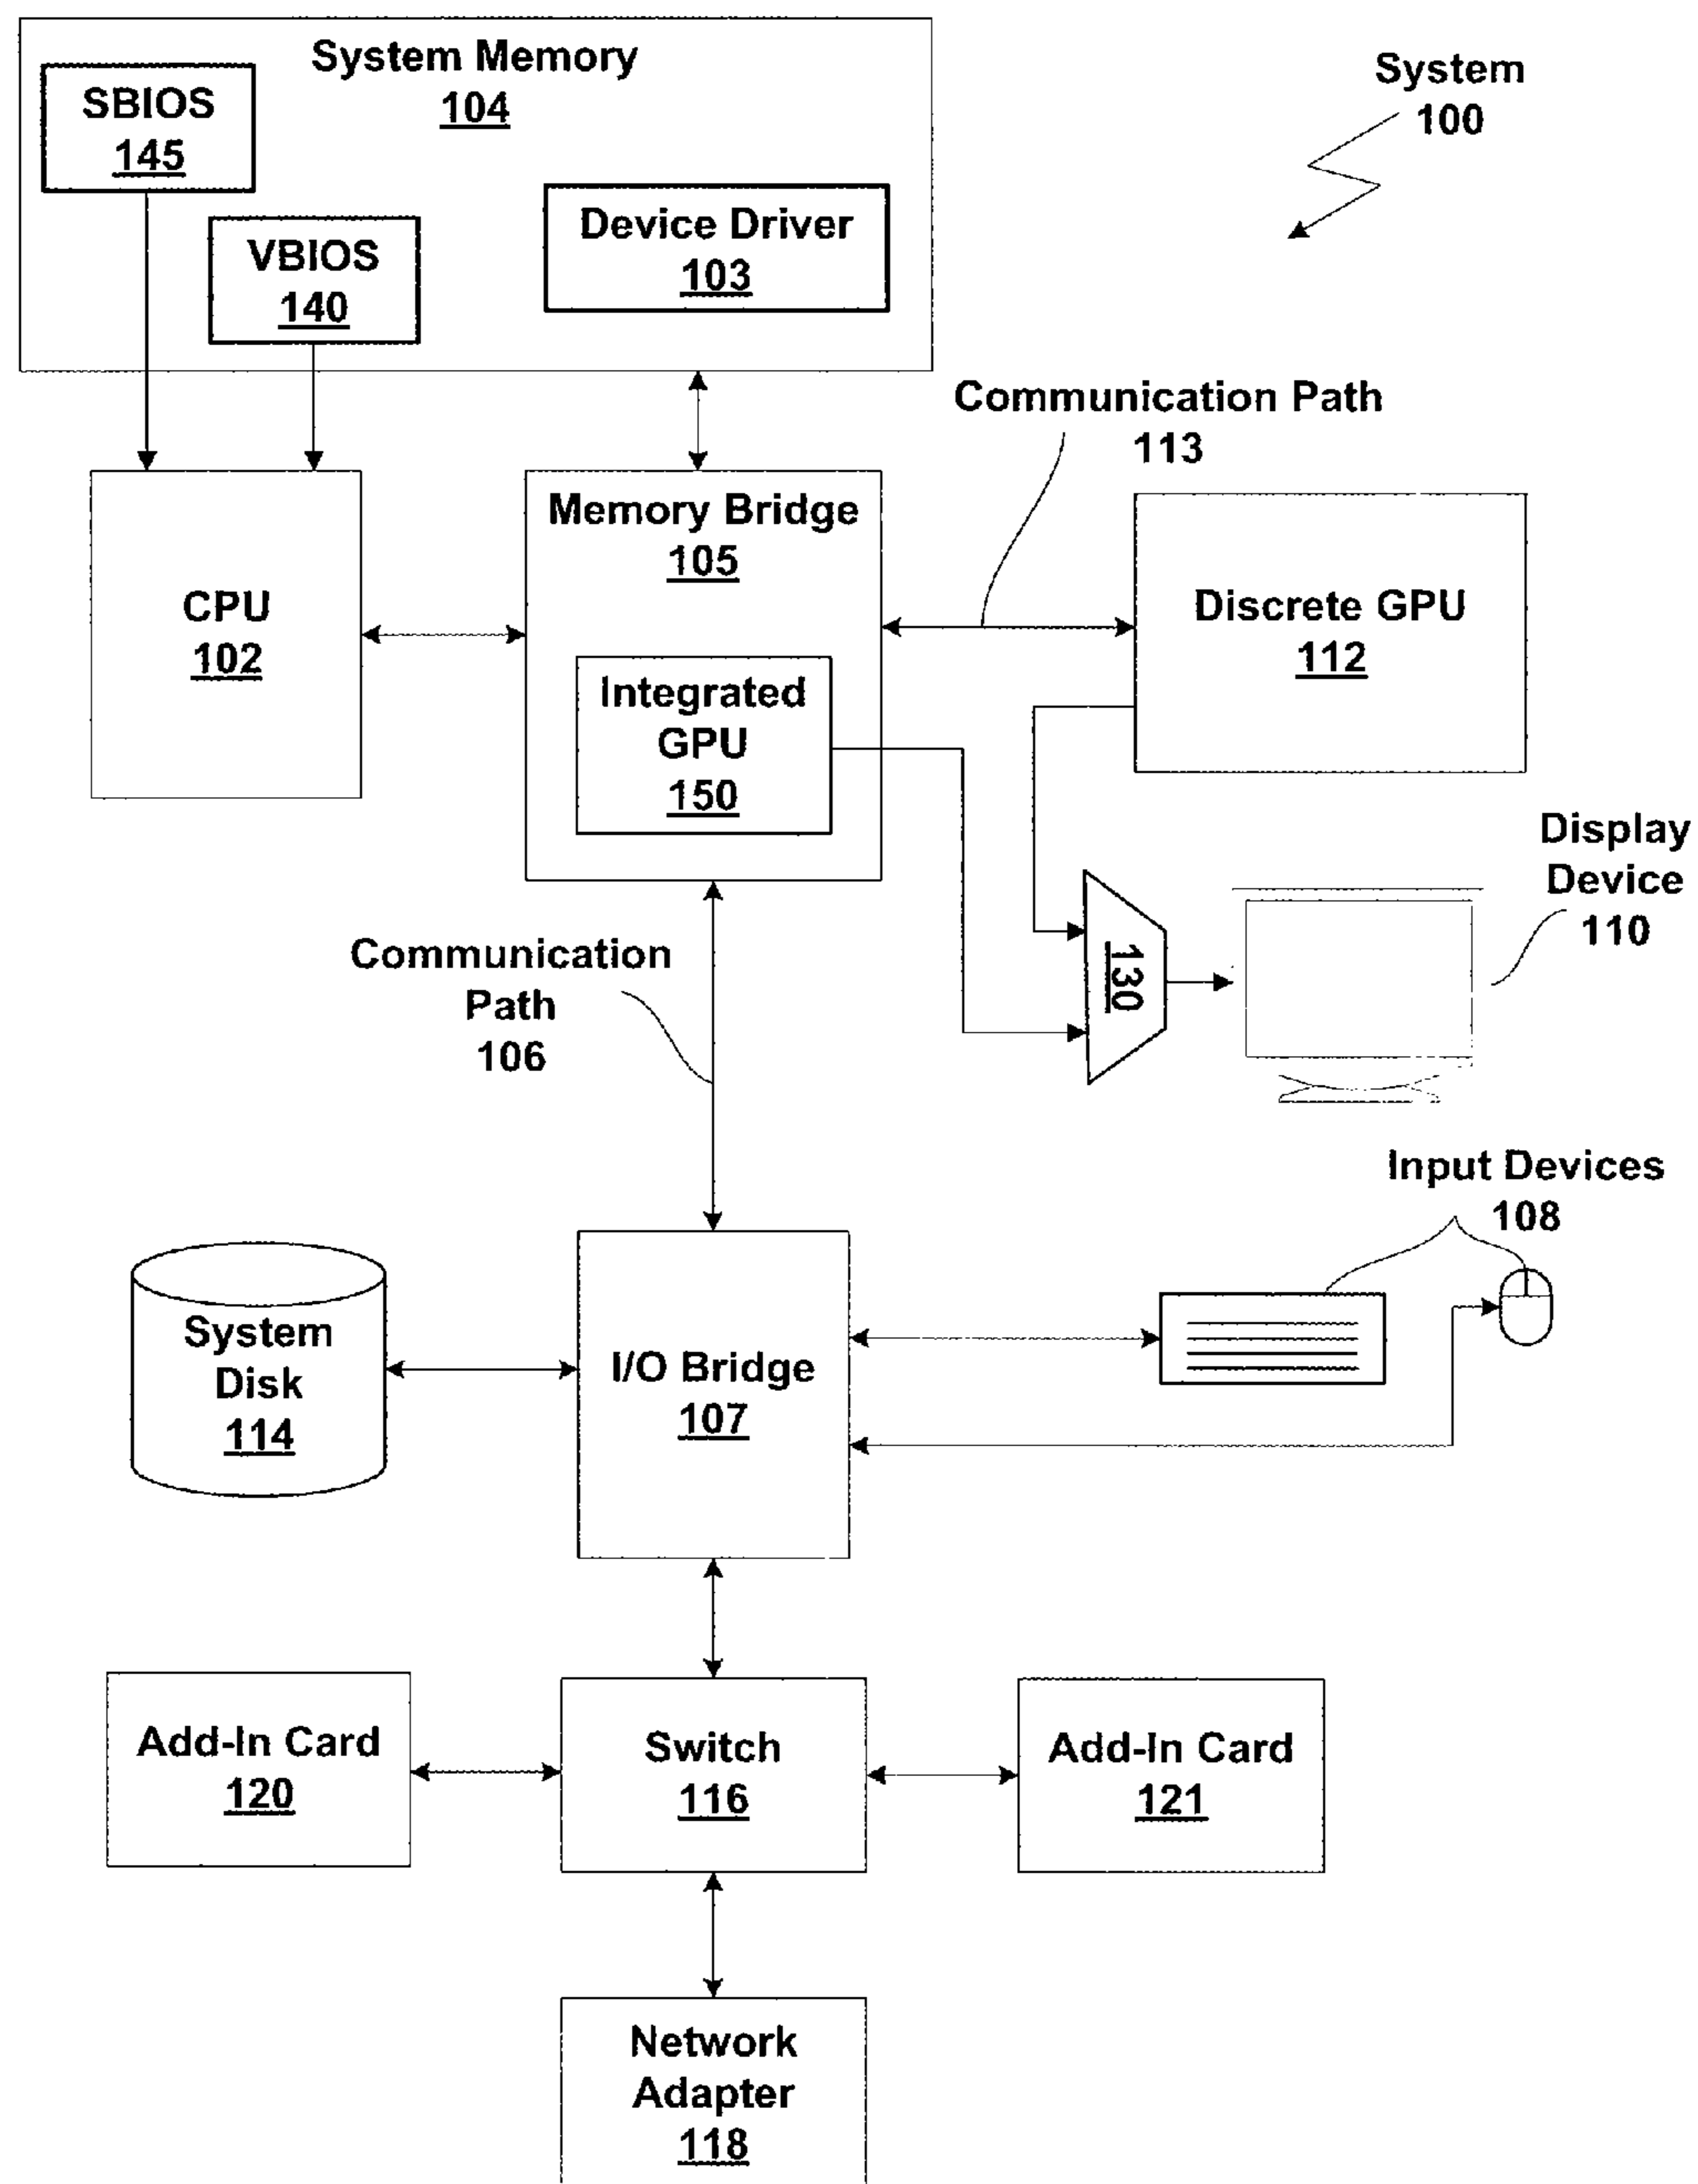 System Memory
104
SBIOS
145
VBIOS
140
Device Driver
103
System
100
Communication Path
113
CPU
102
Memory Bridge
105
Integrated
GPU
150
Discrete GPU
112
130
Display
Device
110
Communication
Path
106
Input Devices
108
System
Disk
114
I/O Bridge
107
Add-In Card
120
Switch
116
Add-In Card
121
Network
Adapter
118